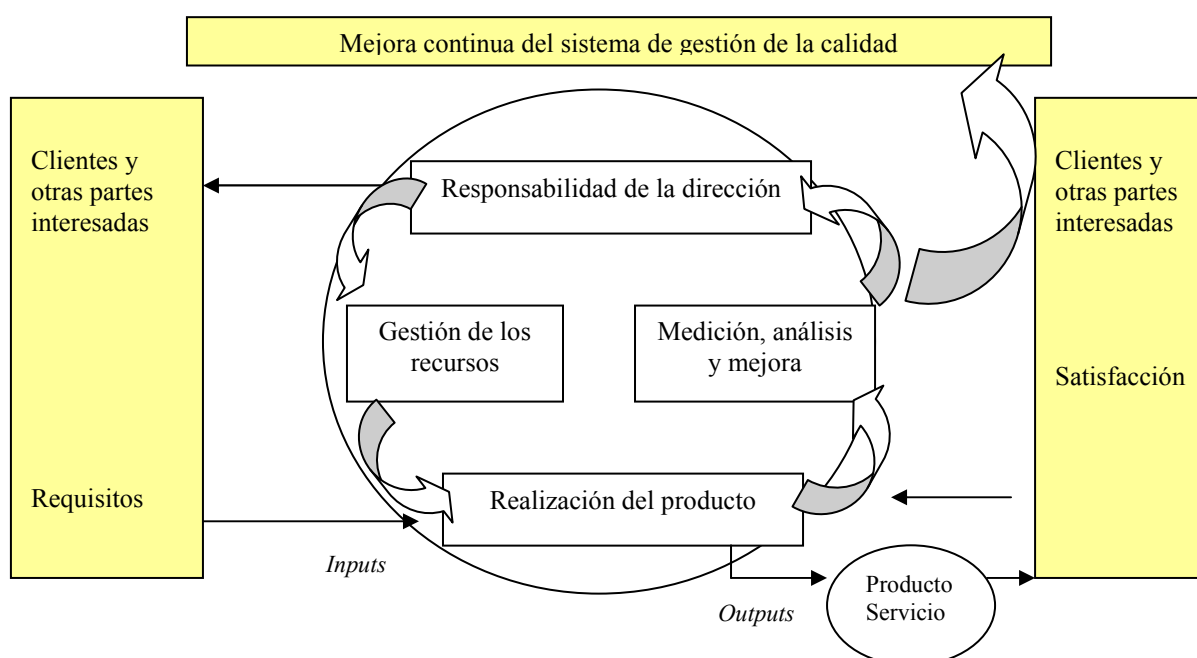 Mejora continua del sistema de gestión de la calidad
Clientes y
otras partes
interesadas
Requisitos
Responsabilidad de la dirección
Gestión de los
recursos
Medición, análisis
y mejora
Realización del producto
Inputs
Outputs
Producto
Servicio
Clientes y
otras partes
interesadas
Satisfacción